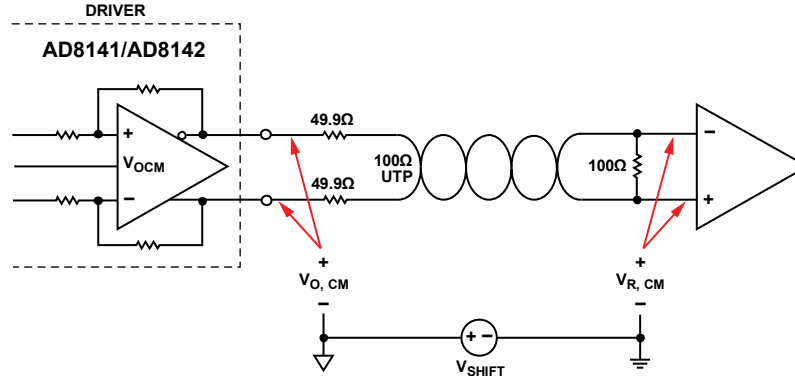 DRIVER
AD8141/AD8142
+
VOCM
−
49.9Ω
49.9Ω
100Ω
UTP
100Ω
−
+
+
VO, CM
−
+
VR, CM
−
+ −
VSHIFT